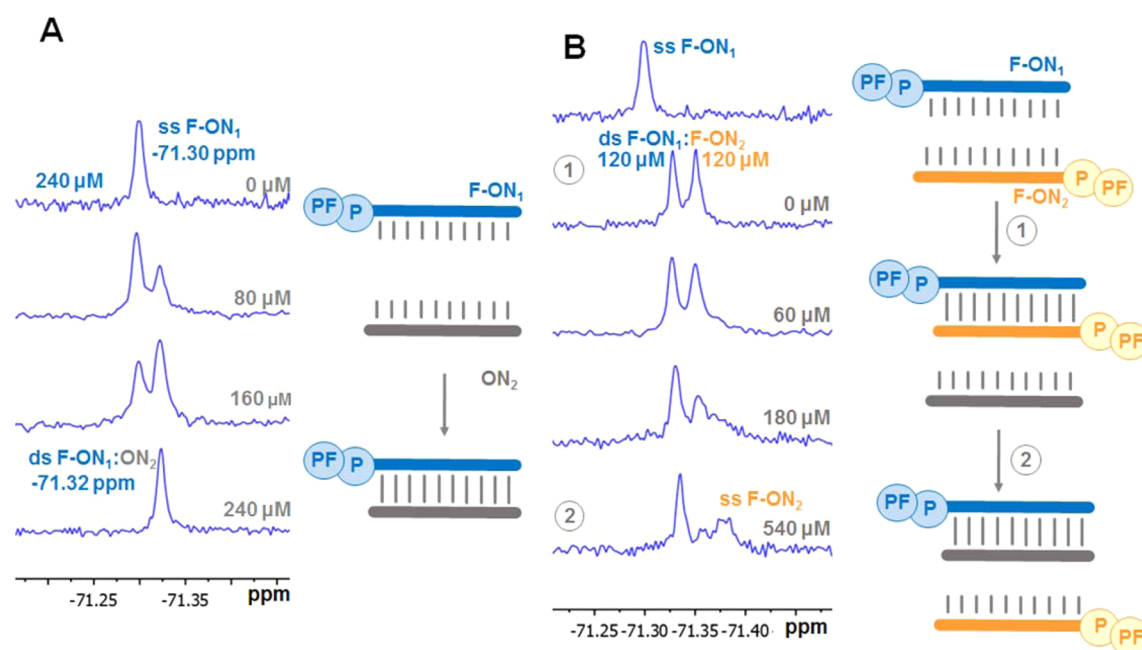 A
ss F-ON₁
-71.30 ppm
240 µM
0 µM
80 µM
160 µM
ds F-ON₁:ON₂
-71.32 ppm
240 µM
-71.25
-71.35
ppm
F-ON₁
PF P
ON₂
PF P
B
ss F-ON₁
ds F-ON₁:F-ON₂
120 µM 120 µM
1
0 µM
60 µM
180 µM
ss F-ON₂
2
540 µM
-71.25 -71.30 -71.35 -71.40 ppm
F-ON₁
PF P
P PF
F-ON₂
1
PF P
P PF
2
PF P
P PF